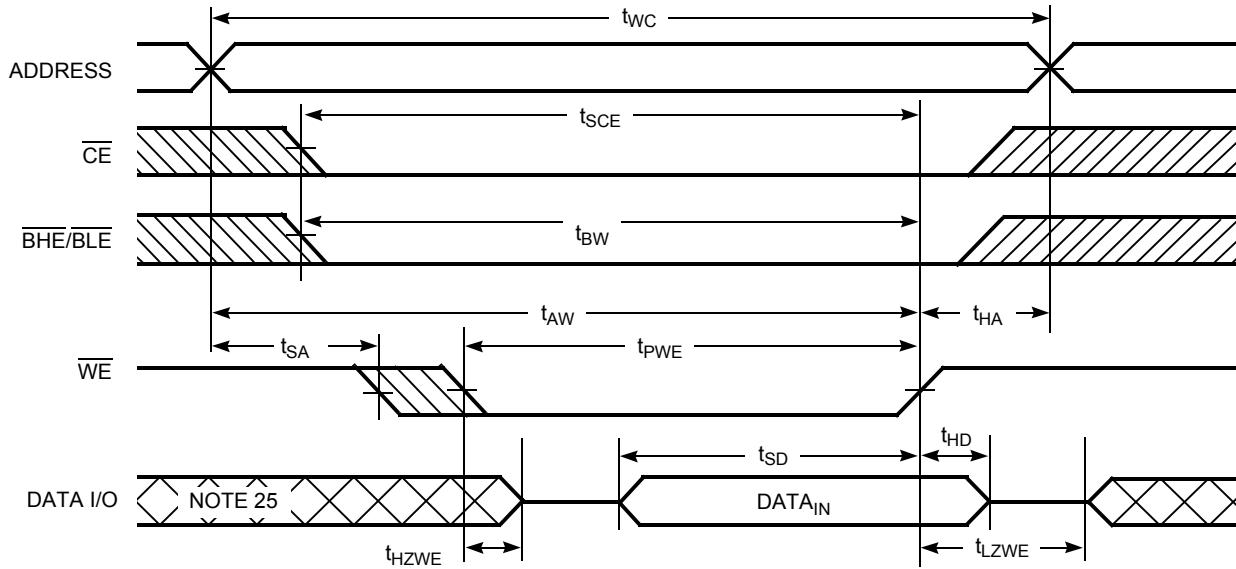 tWC
ADDRESS
tSCE
CE
BHE/BLE
tBW
tAW
tHA
tSA
tPWE
WE
tSD
tHD
DATA I/O
NOTE 25
DATAIN
tHZWE
tLZWE